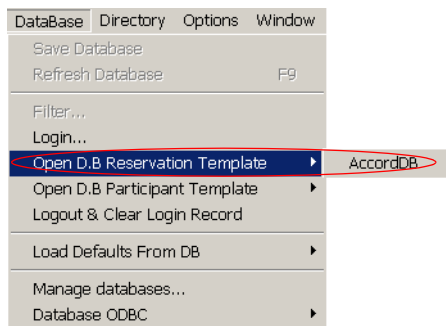 DataBase Directory Options Window
Save Database
Refresh Database F9
Filter...
Login...
Open D.B Reservation Template AccordDB
Open D.B Participant Template
Logout & Clear Login Record
Load Defaults From DB
Manage databases...
Database ODBC